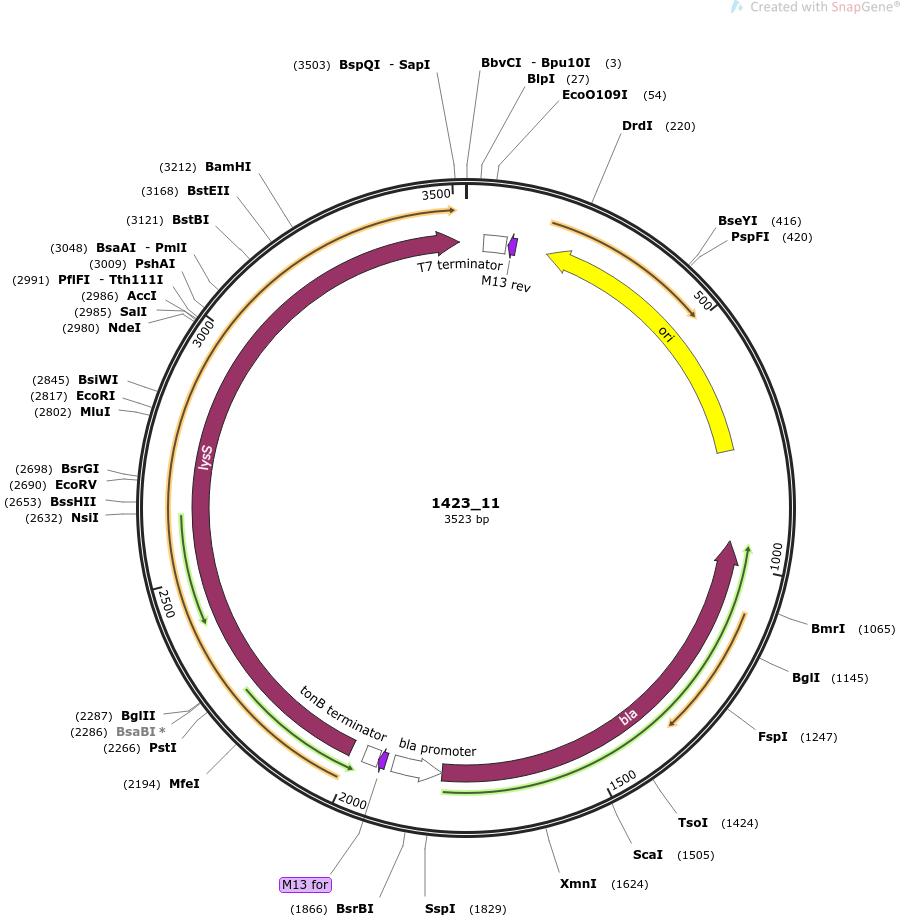 Created with SnapGene®
(3503) BspQI - SapI
BbvCI - Bpu10I (3)
BlpI (27)
EcoO109I (54)
DrdI (220)
BseYI (416)
PspFI (420)
(3212) BamHI
(3168) BstEII
(3121) BstBI
(3048) BsaAI - PmlI
(3009) PshAI
(2991) PflFI - Tth111I
(2986) AccI
(2985) SalI
(2980) NdeI
(2845) BsiWI
(2817) EcoRI
(2802) MluI
(2698) BsrGI
(2690) EcoRV
(2653) BssHII
(2632) NsiI
(2287) BglII
(2286) BsaBI *
(2266) PstI
(2194) MfeI
M13 for
(1866) BsrBI
SspI (1829)
XmnI (1624)
ScaI (1505)
TsoI (1424)
FspI (1247)
BglI (1145)
BmrI (1065)
3500
500
1000
1500
2000
2500
3000
T7 terminator
M13 rev
ori
lysS
1423_11
3523 bp
tonB terminator
bla promoter
bla